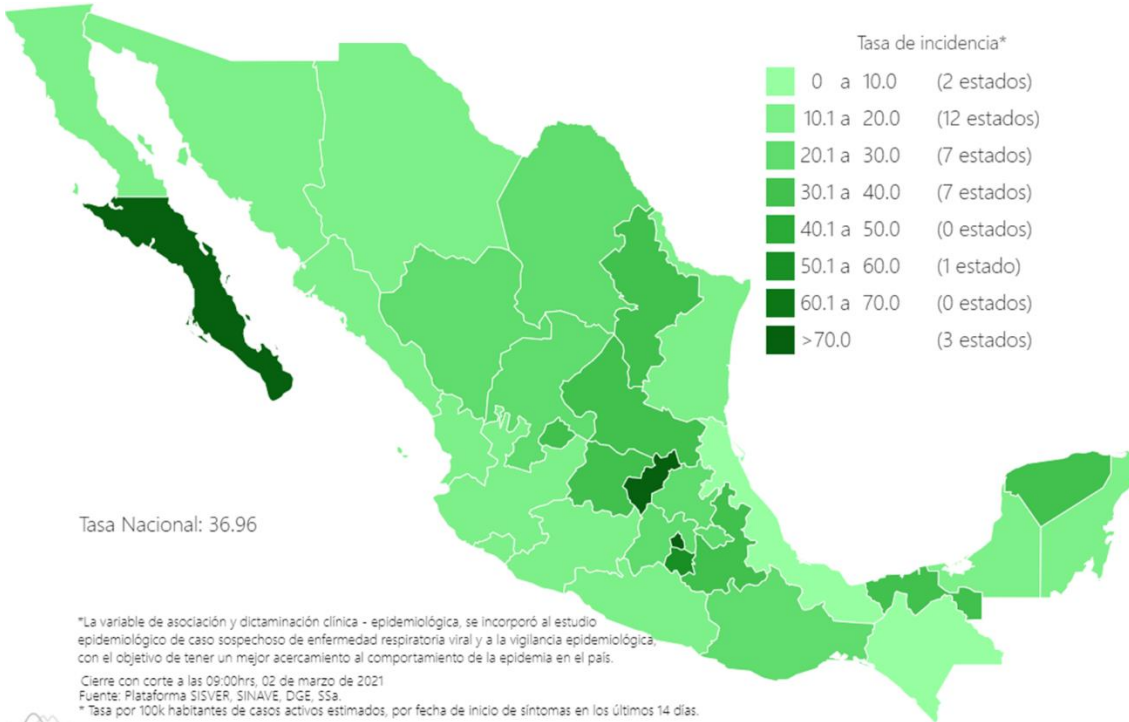 Tasa de incidencia*
0 a 10.0 (2 estados)
10.1 a 20.0 (12 estados)
20.1 a 30.0 (7 estados)
30.1 a 40.0 (7 estados)
40.1 a 50.0 (0 estados)
50.1 a 60.0 (1 estado)
60.1 a 70.0 (0 estados)
>70.0 (3 estados)
Tasa Nacional: 36.96
*La variable de asociación y dictaminación clínica - epidemiológica, se incorporó al estudio
epidemiológico de caso sospechoso de enfermedad respiratoria viral y a la vigilancia epidemiológica,
con el objetivo de tener un mejor acercamiento al comportamiento de la epidemia en el país.
Cierre con corte a las 09:00hrs, 02 de marzo de 2021
Fuente: Plataforma SISVER, SINAVE, DGE, SSa.
* Tasa por 100k habitantes de casos activos estimados, por fecha de inicio de síntomas en los últimos 14 días.